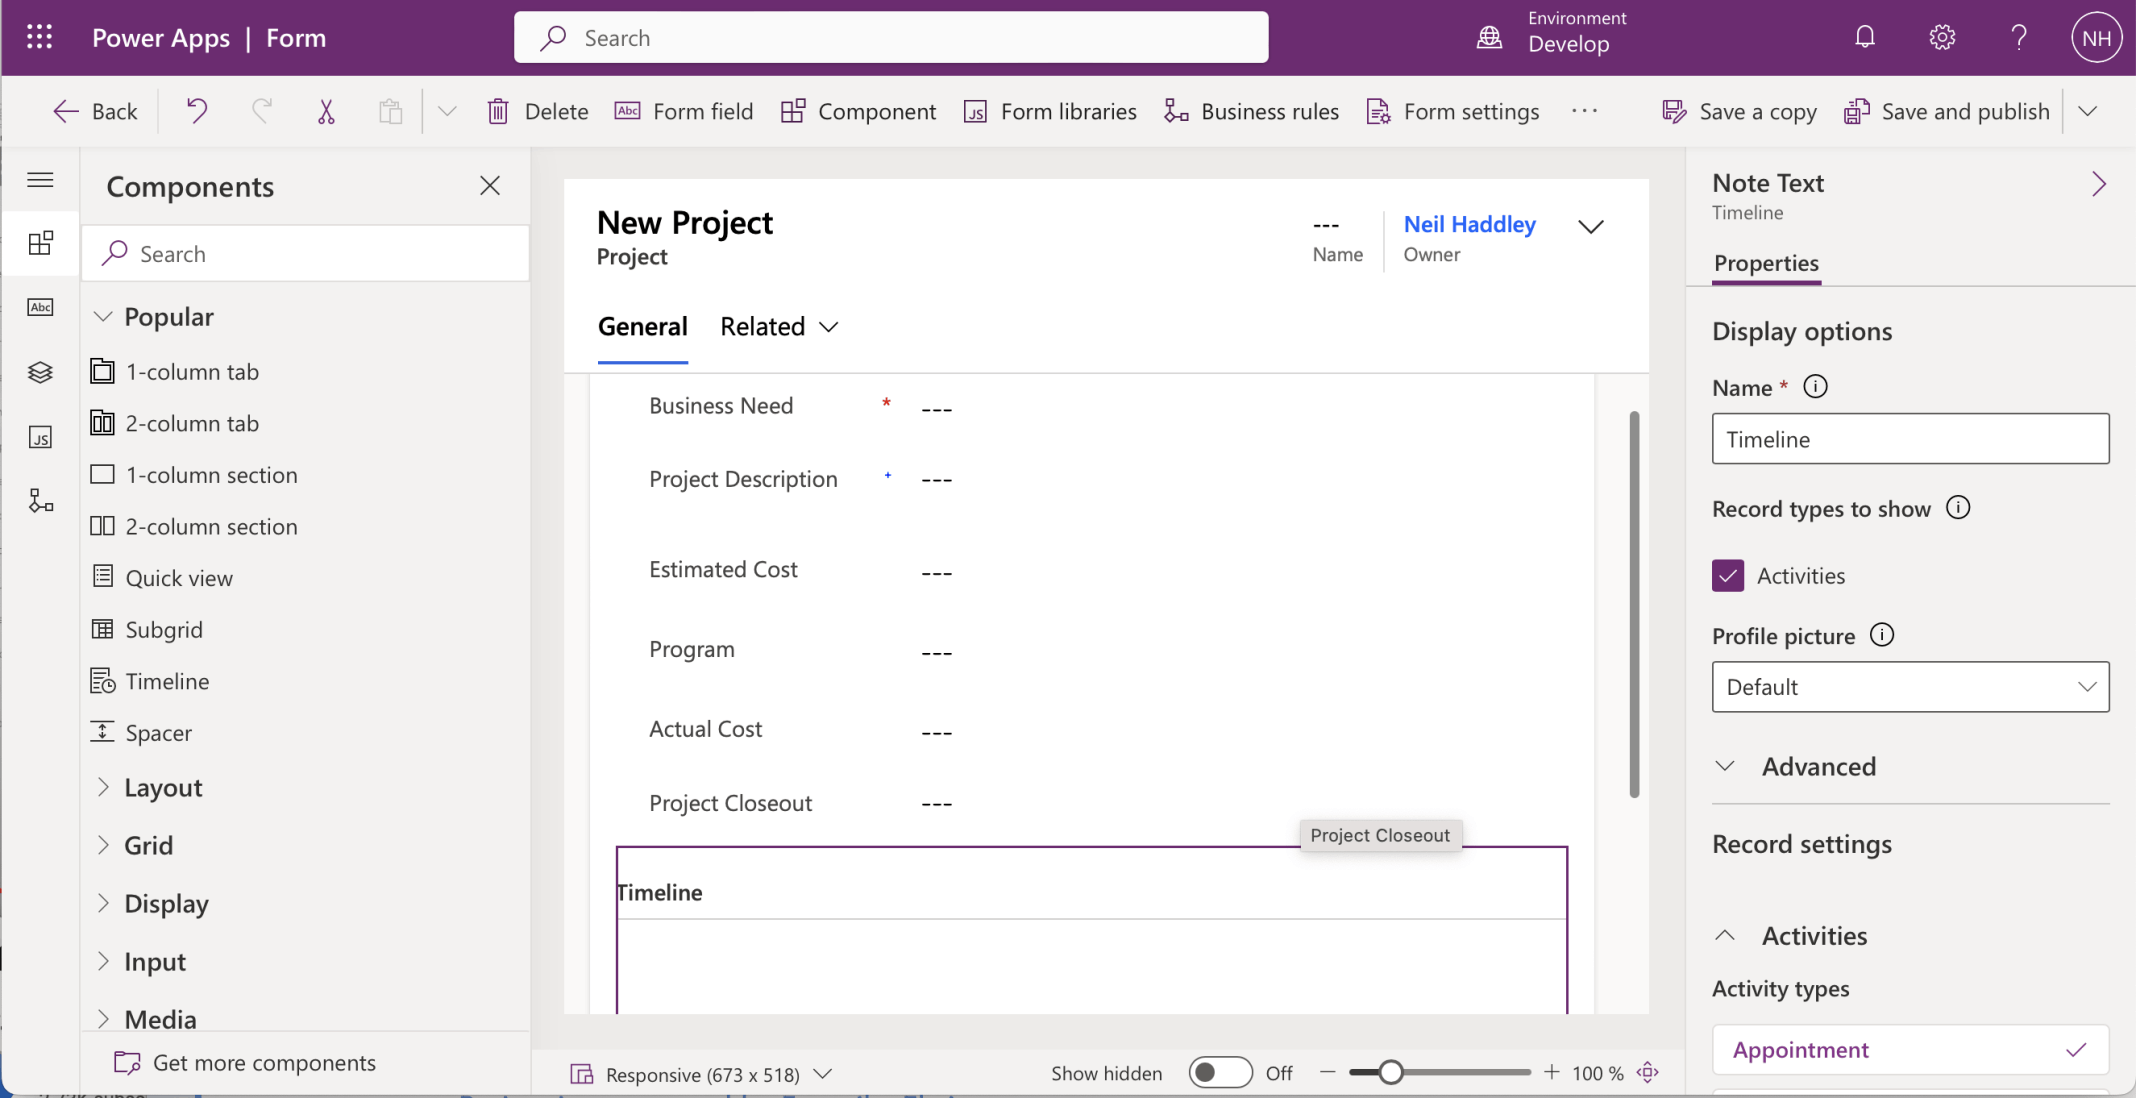 Power Apps | Form
Search
Environment
Develop
NH
Back
Delete
Abc Form field
Component
JS Form libraries
Business rules
Form settings
...
Save a copy
Save and publish
Components
Search
Abc
JS
Popular
1-column tab
2-column tab
1-column section
2-column section
Quick view
Subgrid
Timeline
Spacer
Layout
Grid
Display
Input
Media
Get more components
New Project
Project
---
Name
Neil Haddley
Owner
General
Related
Business Need * ---
Project Description + ---
Estimated Cost ---
Program ---
Actual Cost ---
Project Closeout ---
Project Closeout
Timeline
Responsive (673 x 518)
Show hidden
Off
100 %
Note Text
Timeline
Properties
Display options
Name *
Timeline
Record types to show
Activities
Profile picture
Default
Advanced
Record settings
Activities
Activity types
Appointment